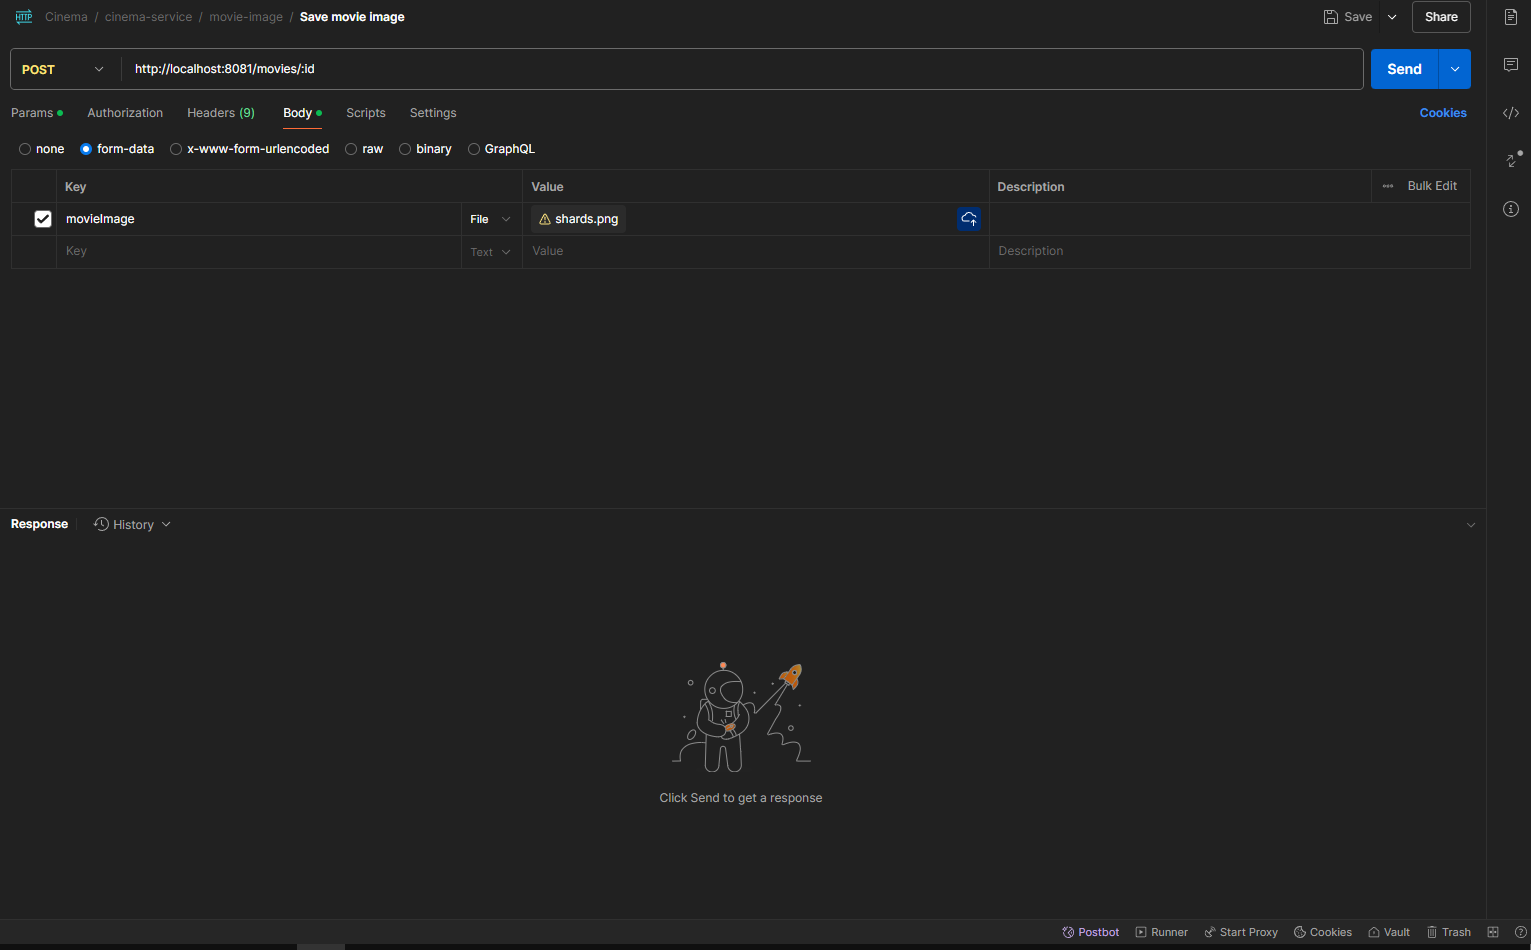 HTTP Cinema / cinema-service / movie-image / Save movie image Save Share
POST http://localhost:8081/movies/:id Send
Params Authorization Headers (9) Body Scripts Settings Cookies
none form-data x-www-form-urlencoded raw binary GraphQL
Key Value Description Bulk Edit
movieImage File shards.png
Key Text Value Description
Response History
Click Send to get a response
Postbot Runner Start Proxy Cookies Vault Trash